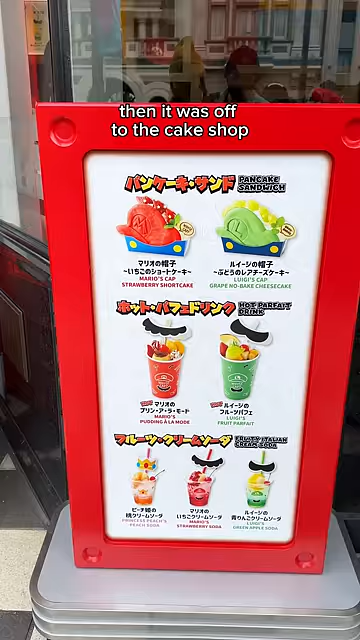 then it was off
to the cake shop
パンケーキ・サンド PANCAKE
SANDWICH
マリオの帽子
~いちごのショートケーキ~
MARIO'S CAP
STRAWBERRY SHORTCAKE
ルイージの帽子
~ぶどうのレアチーズケーキ~
LUIGI'S CAP
GRAPE NO-BAKE CHEESECAKE
ホット・パフェドリンク HOT PARFAIT
DRINK
マリオの
プリン・ア・ラ・モード
MARIO'S
PUDDING À LA MODE
ルイージの
フルーツパフェ
LUIGI'S
FRUIT PARFAIT
フルーツ・クリームソーダ FRUITY ITALIAN
CREAM SODA
ピーチ姫の
桃クリームソーダ
PRINCESS PEACH'S
PEACH SODA
マリオの
いちごクリームソーダ
MARIO'S
STRAWBERRY SODA
ルイージの
青りんごクリームソーダ
LUIGI'S
GREEN APPLE SODA